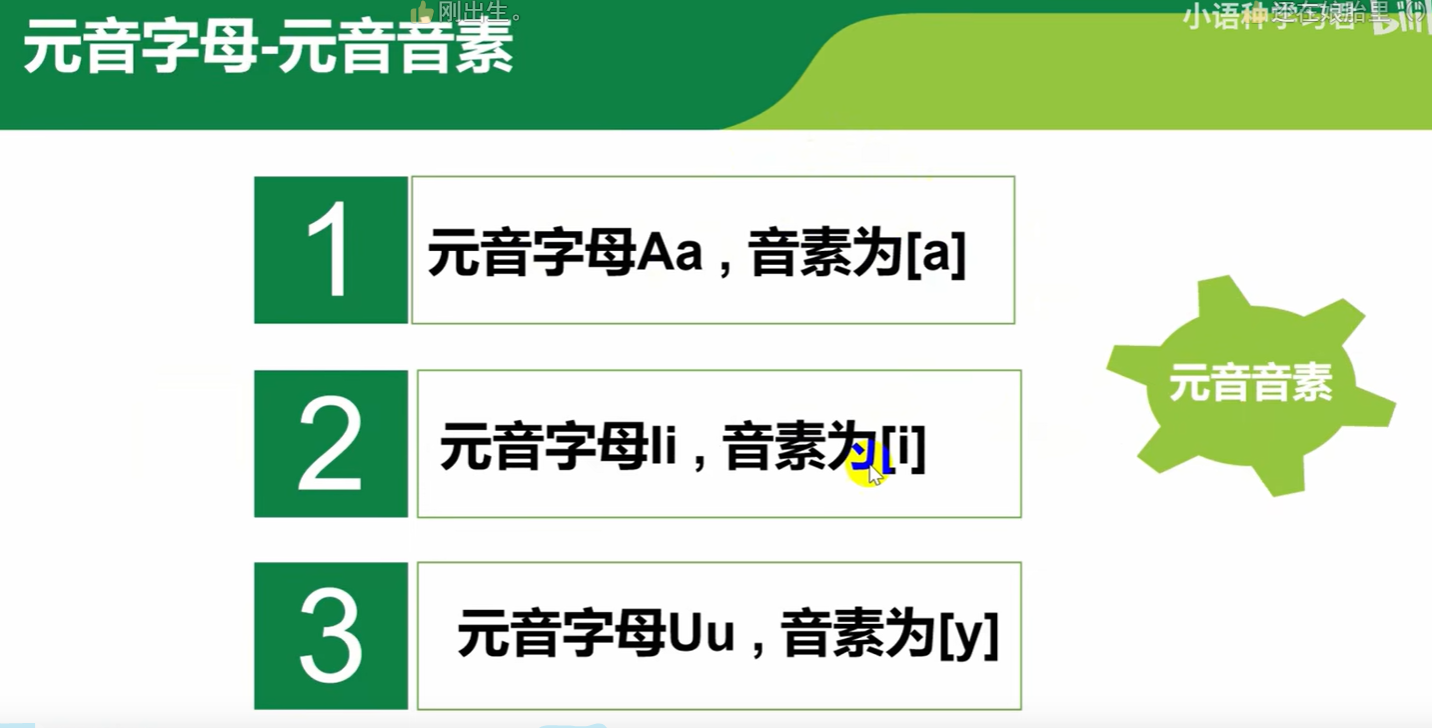 刚出生。
元音字母-元音音素
小语种学习君
还在娘胎里
1
元音字母Aa , 音素为[a]
2
元音字母Ii , 音素为[i]
3
元音字母Uu , 音素为[y]
元音音素